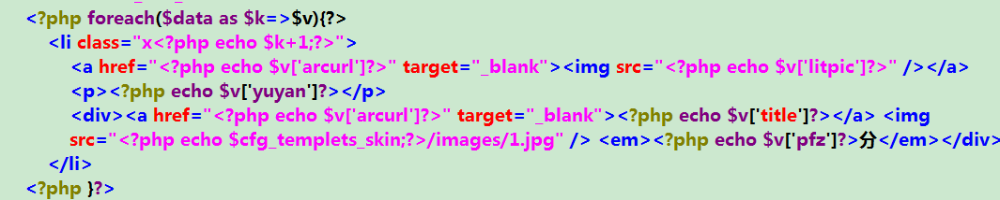 <?php foreach($data as $k=>$v){?>
<li class="x<?php echo $k+1;?>">
<a href="<?php echo $v['arcurl']?>" target="_blank"><img src="<?php echo $v['litpic']?>" /></a>
<p><?php echo $v['yuyan']?></p>
<div><a href="<?php echo $v['arcurl']?>" target="_blank"><?php echo $v['title']?></a> <img
src="<?php echo $cfg_templets_skin;?>/images/1.jpg" /> <em><?php echo $v['pfz']?>分</em></div>
</li>
<?php }?>